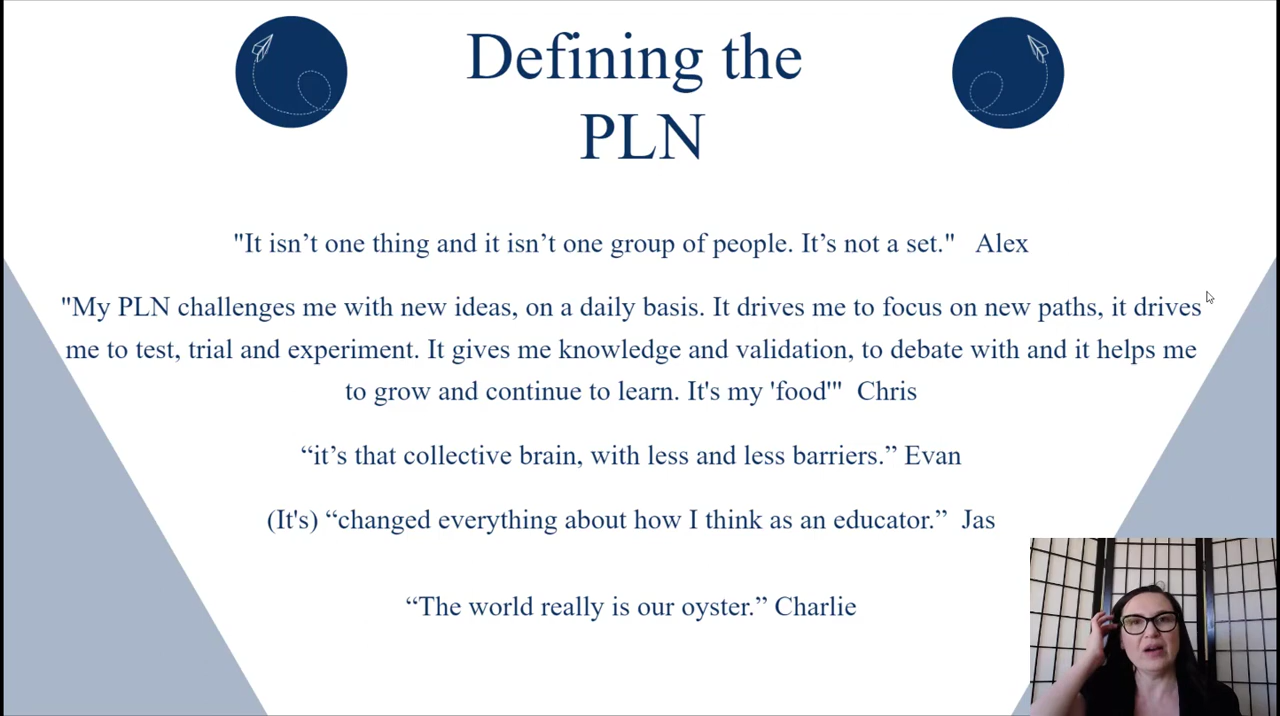 Defining the
PLN
"It isn’t one thing and it isn’t one group of people. It’s not a set." Alex
"My PLN challenges me with new ideas, on a daily basis. It drives me to focus on new paths, it drives
me to test, trial and experiment. It gives me knowledge and validation, to debate with and it helps me
to grow and continue to learn. It's my 'food'" Chris
“it’s that collective brain, with less and less barriers.” Evan
(It's) “changed everything about how I think as an educator.” Jas
“The world really is our oyster.” Charlie